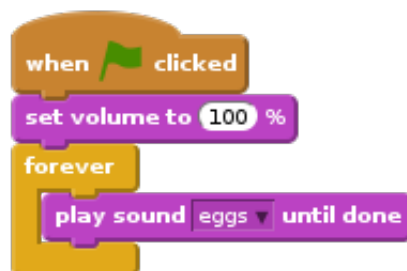 when clicked
set volume to 100 %
forever
play sound eggs until done